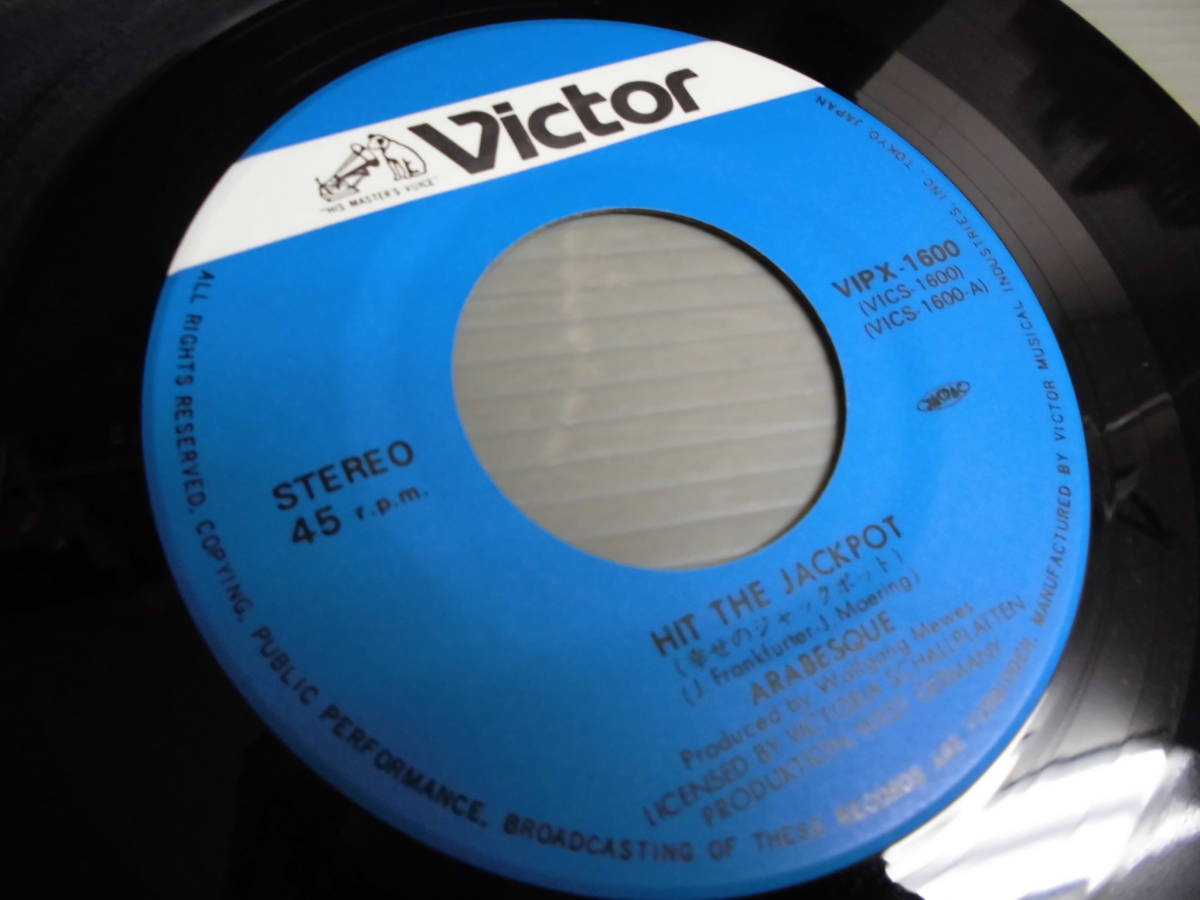 Victor
"HIS MASTER'S VOICE"
VIPX-1600
(VICS-1600)
(VICS-1600-A)
STEREO
45 r.p.m.
HIT THE JACKPOT
(幸せのジャックポット)
(J. Frankfurter-J. Moering)
ARABESQUE
Produced by Wolfgang Mewes
LICENSED BY VICTORIA SCHALLPLATTEN
PRODUKTION, WEST GERMANY
ALL RIGHTS RESERVED. COPYING, PUBLIC PERFORMANCE, BROADCASTING OF THESE RECORDS ARE FORBIDDEN. MANUFACTURED BY VICTOR MUSICAL INDUSTRIES, INC. TOKYO, JAPAN